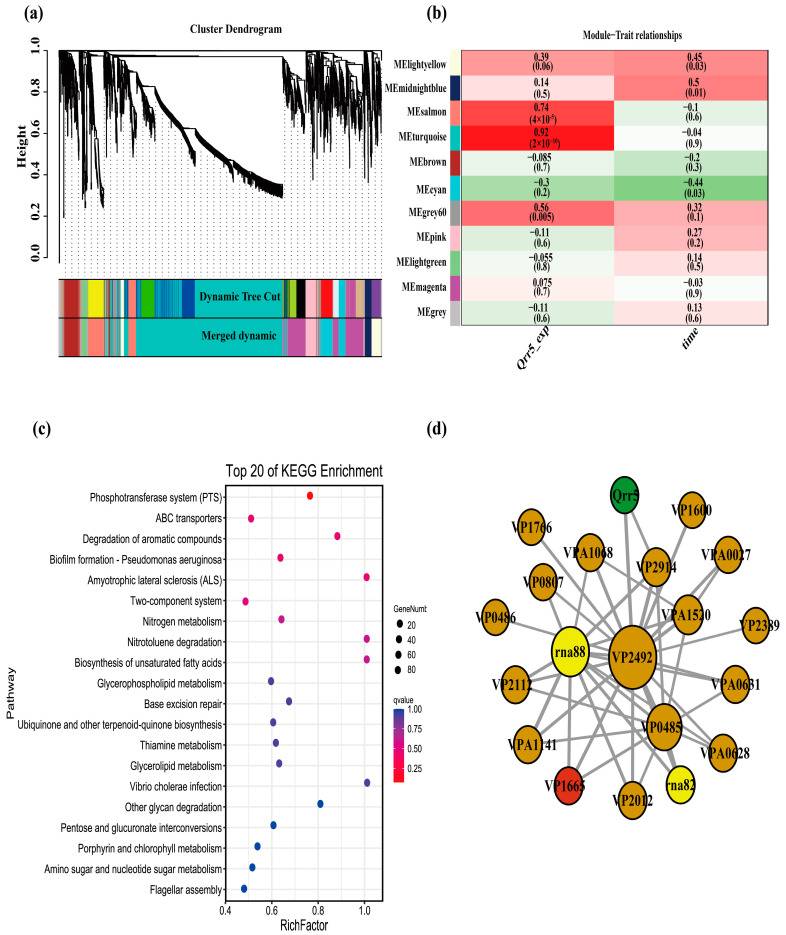 (a)
Cluster Dendrogram
Height
1.0
0.8
0.6
0.4
0.2
0.0
Dynamic Tree Cut
Merged dynamic
(b)
Module−Trait relationships
MElightyellow
0.39
(0.06)
0.45
(0.03)
MEmidnightblue
0.14
(0.5)
0.5
(0.01)
MEsalmon
0.74
(4×10⁻⁵)
−0.1
(0.6)
MEturquoise
0.92
(2×10⁻¹⁰)
−0.04
(0.9)
MEbrown
−0.085
(0.7)
−0.2
(0.3)
MEcyan
−0.3
(0.2)
−0.44
(0.03)
MEgrey60
0.56
(0.005)
0.32
(0.1)
MEpink
−0.11
(0.6)
0.27
(0.2)
MElightgreen
−0.055
(0.8)
0.14
(0.5)
MEmagenta
0.075
(0.7)
−0.03
(0.9)
MEgrey
−0.11
(0.6)
0.13
(0.6)
Qrr5_exp
time
(c)
Top 20 of KEGG Enrichment
Pathway
Phosphotransferase system (PTS)
ABC transporters
Degradation of aromatic compounds
Biofilm formation - Pseudomonas aeruginosa
Amyotrophic lateral sclerosis (ALS)
Two-component system
Nitrogen metabolism
Nitrotoluene degradation
Biosynthesis of unsaturated fatty acids
Glycerophospholipid metabolism
Base excision repair
Ubiquinone and other terpenoid-quinone biosynthesis
Thiamine metabolism
Glycerolipid metabolism
Vibrio cholerae infection
Other glycan degradation
Pentose and glucuronate interconversions
Porphyrin and chlorophyll metabolism
Amino sugar and nucleotide sugar metabolism
Flagellar assembly
0.4
0.6
0.8
1.0
RichFactor
GeneNumt
20
40
60
80
qvalue
1.00
0.75
0.50
0.25
(d)
Qrr5
VP1600
VP1766
VPA1068
VP2914
VPA0027
VP0807
VP0486
VPA1520
VP2389
rna88
VP2492
VP2112
VPA0631
VP0485
VPA1141
VPA0628
VP1665
rna82
VP2012